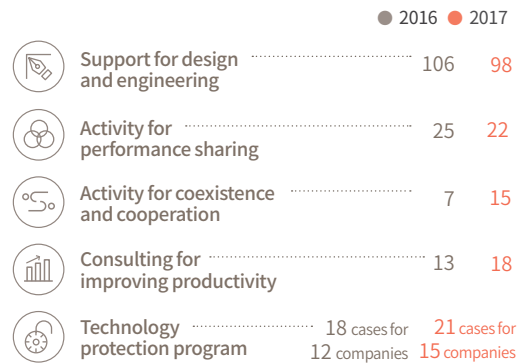 2016 2017
Support for design
and engineering
106 98
Activity for
performance sharing
25 22
Activity for coexistence
and cooperation
7 15
Consulting for
improving productivity
13 18
Technology
protection program
18 cases for
12 companies
21 cases for
15 companies